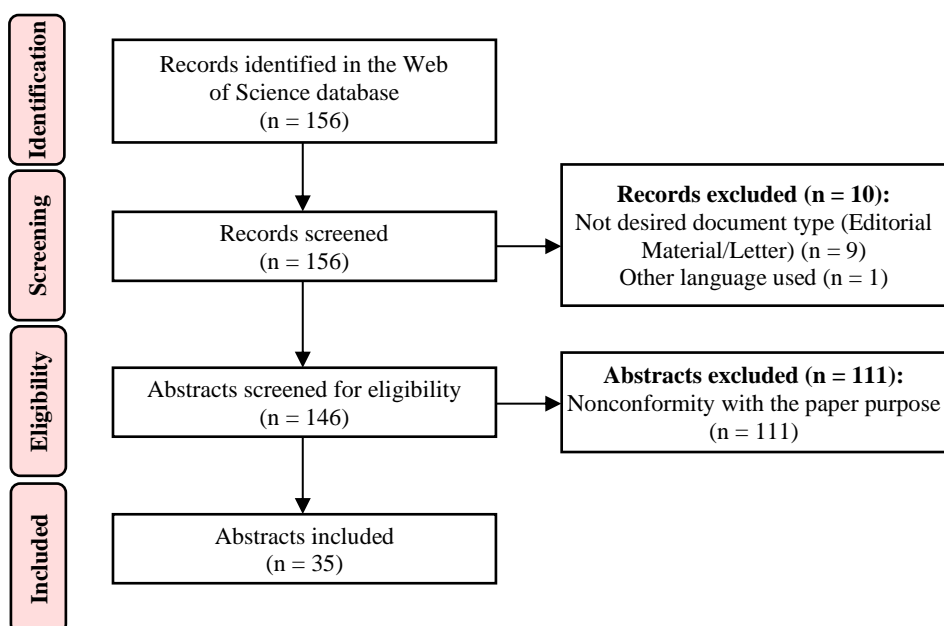 Identification
Records identified in the Web
of Science database
(n = 156)
Screening
Records screened
(n = 156)
Records excluded (n = 10):
Not desired document type (Editorial
Material/Letter) (n = 9)
Other language used (n = 1)
Eligibility
Abstracts screened for eligibility
(n = 146)
Abstracts excluded (n = 111):
Nonconformity with the paper purpose
(n = 111)
Included
Abstracts included
(n = 35)